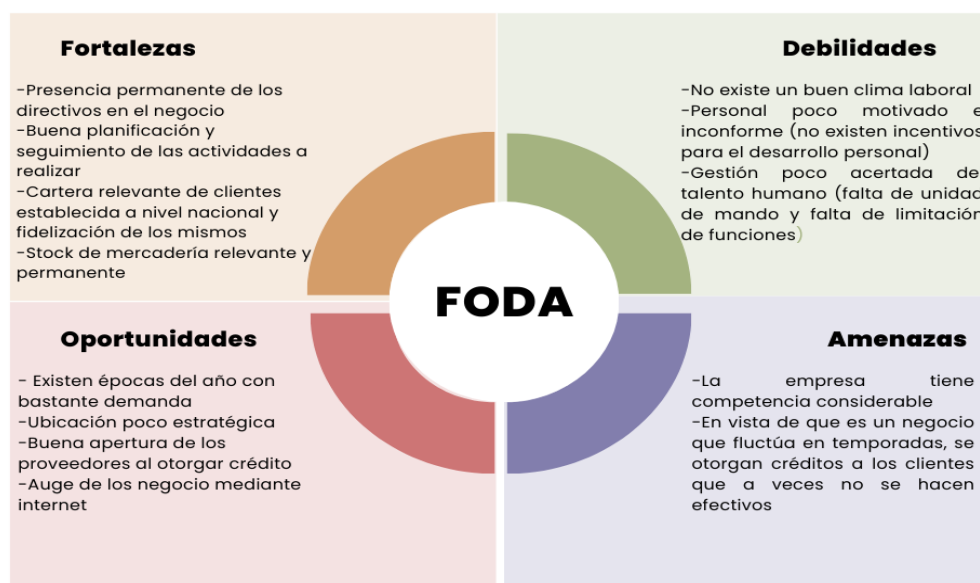 Fortalezas
-Presencia permanente de los
directivos en el negocio
-Buena planificación y
seguimiento de las actividades a
realizar
-Cartera relevante de clientes
establecida a nivel nacional y
fidelización de los mismos
-Stock de mercadería relevante y
permanente
Debilidades
-No existe un buen clima laboral
-Personal poco motivado e
inconforme (no existen incentivos
para el desarrollo personal)
-Gestión poco acertada de
talento humano (falta de unidad
de mando y falta de limitación
de funciones)
FODA
Oportunidades
- Existen épocas del año con
bastante demanda
-Ubicación poco estratégica
-Buena apertura de los
proveedores al otorgar crédito
-Auge de los negocio mediante
internet
Amenazas
-La empresa tiene
competencia considerable
-En vista de que es un negocio
que fluctúa en temporadas, se
otorgan créditos a los clientes
que a veces no se hacen
efectivos